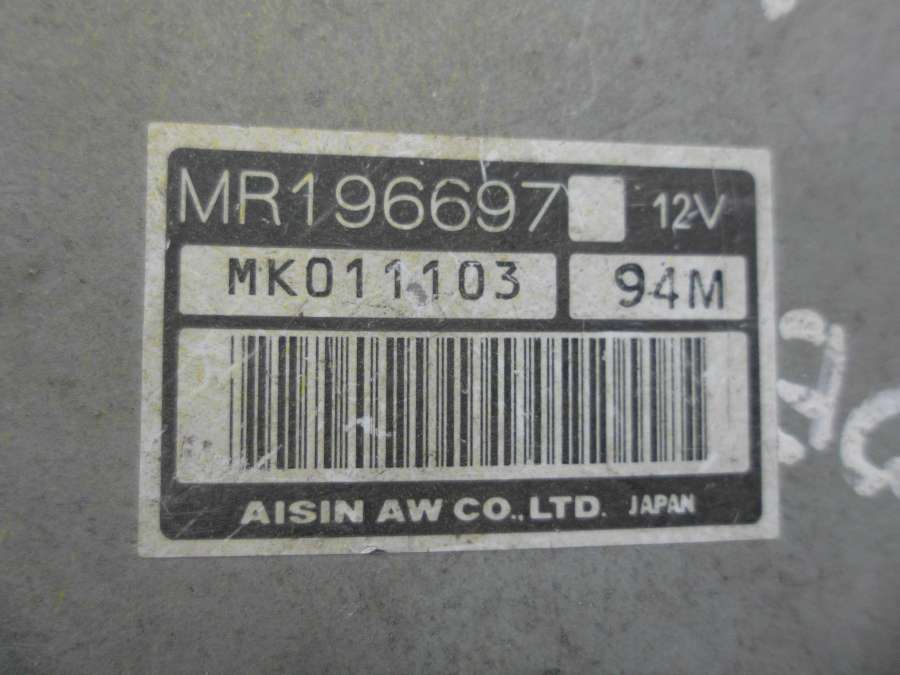 MR196697 12V
MK011103 94M
AISIN AW CO.,LTD. JAPAN